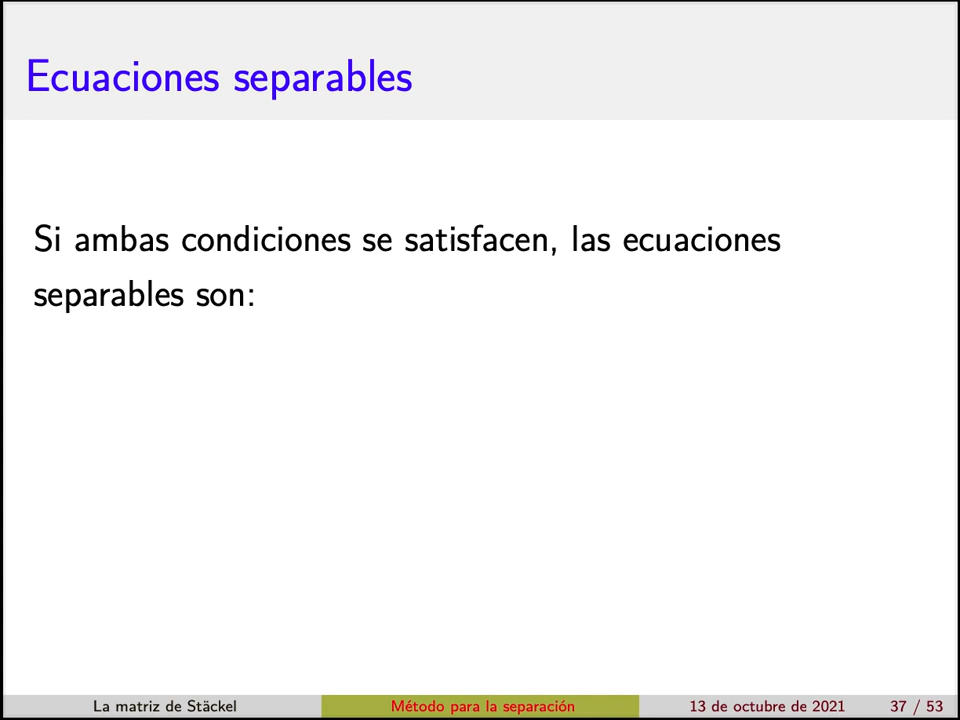 Ecuaciones separables
Si ambas condiciones se satisfacen, las ecuaciones
separables son:
La matriz de Stäckel
Método para la separación
13 de octubre de 2021
37 / 53